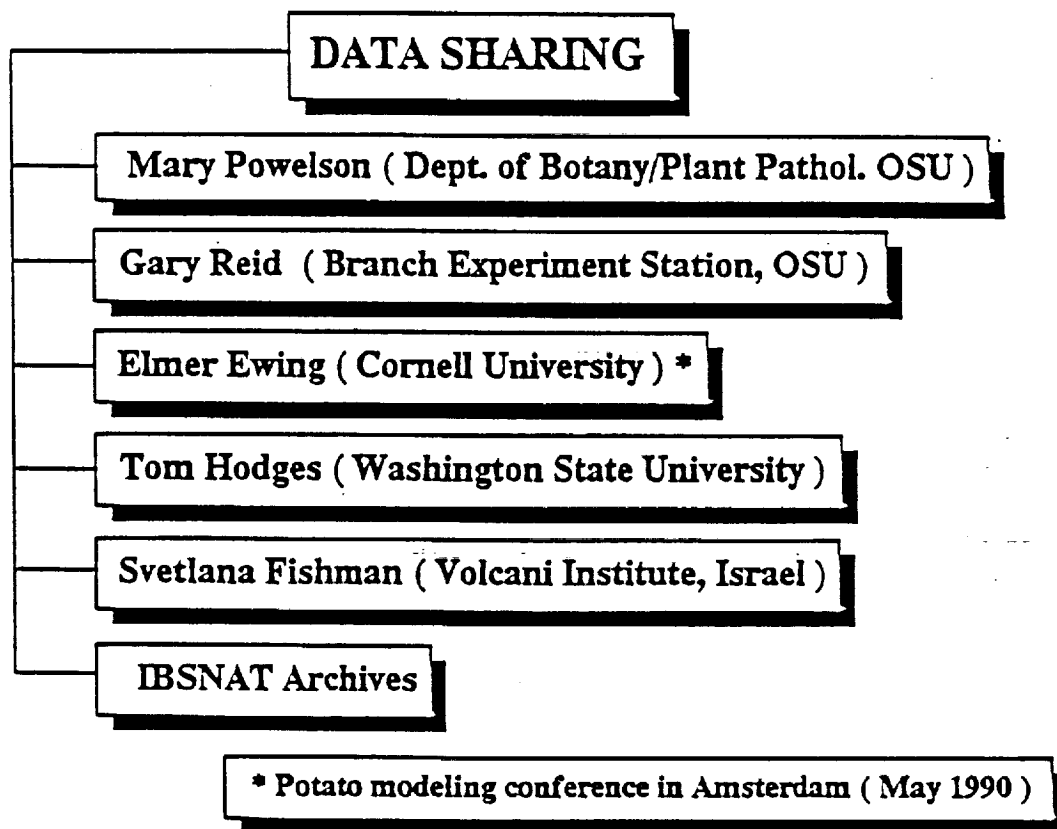 DATA SHARING
Mary Powelson ( Dept. of Botany/Plant Pathol. OSU )
Gary Reid ( Branch Experiment Station, OSU )
Elmer Ewing ( Cornell University ) *
Tom Hodges ( Washington State University )
Svetlana Fishman ( Volcani Institute, Israel )
IBSNAT Archives
* Potato modeling conference in Amsterdam ( May 1990 )